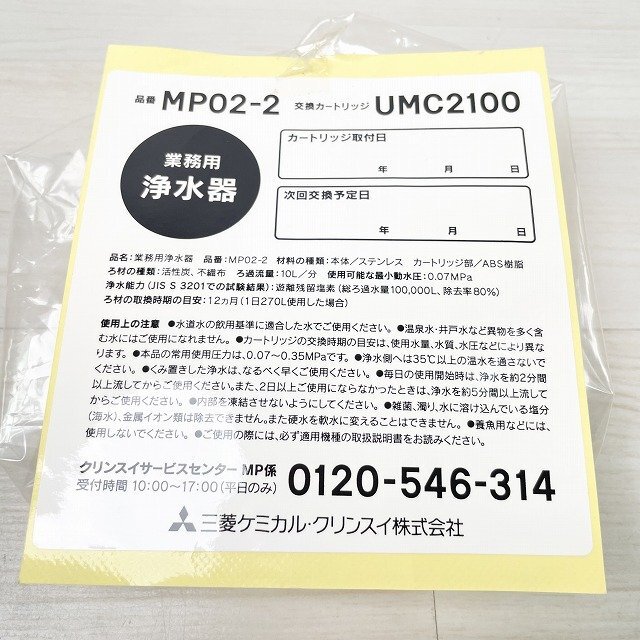 品番 MP02-2 交換カートリッジ UMC2100
業務用
浄水器
カートリッジ取付日
年 月 日
次回交換予定日
年 月 日
品名:業務用浄水器 品番:MP02-2 材料の種類:本体/ステンレス カートリッジ部/ABS樹脂
ろ材の種類:活性炭、不織布 ろ過流量:10L/分 使用可能な最小動水圧:0.07MPa
浄水能力(JIS S 3201での試験結果):遊離残留塩素(総ろ過水量100,000L、除去率80%)
ろ材の取換時期の目安:12ヵ月(1日270L使用した場合)
使用上の注意 ●水道水の飲用基準に適合した水でご使用ください。●温泉水・井戸水など異物を多く含
む水にはご使用になれません。●カートリッジの交換時期の目安は、使用水量、水質、水圧などにより異な
ります。●本品の常用使用圧力は、0.07〜0.35MPaです。●浄水側へは35℃以上の温水を通さないで
ください。●くみ置きした浄水は、なるべく早くご使用ください。●毎日の使用開始時は、浄水を約2分間
以上流してからご使用ください。また、2日以上ご使用にならなかったときは、浄水を約5分間以上流して
からご使用ください。●内部を凍結させないようにしてください。●雑菌、濁り、水に溶け込んでいる塩分
(海水)、金属イオン類は除去できません。また硬水を軟水に変えることはできません。●養魚用などには、
使用しないでください。●ご使用の際には、必ず適用機種の取扱説明書をお読みください。
クリンスイサービスセンター MP係
受付時間 10:00〜17:00(平日のみ)
0120-546-314
三菱ケミカル・クリンスイ株式会社